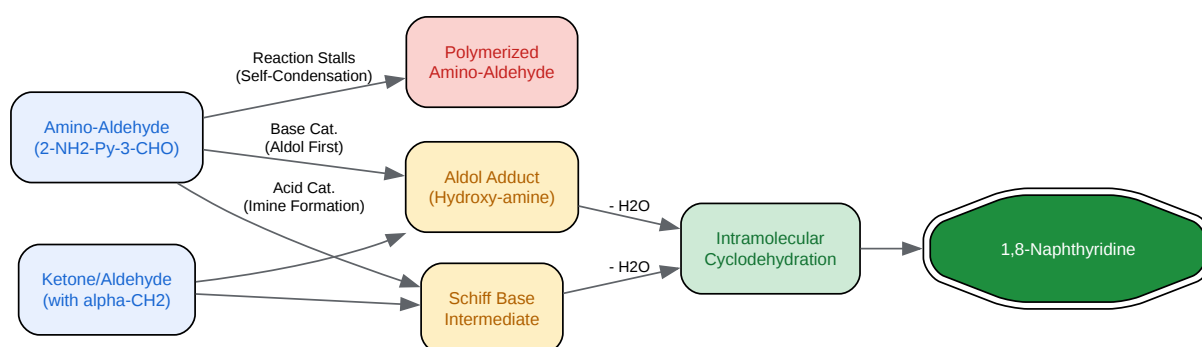 Reaction Stalls
(Self-Condensation)
Polymerized
Amino-Aldehyde
Amino-Aldehyde
(2-NH2-Py-3-CHO)
Base Cat.
(Aldol First)
Aldol Adduct
(Hydroxy-amine)
Acid Cat.
(Imine Formation)
- H2O
Intramolecular
Cyclodehydration
1,8-Naphthyridine
Ketone/Aldehyde
(with alpha-CH2)
- H2O
Schiff Base
Intermediate